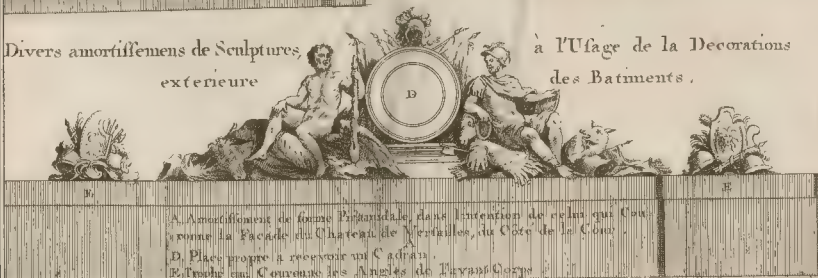 Divers amortiſſemens de Sculptures, à l'Uſage de la Decorations
exterieure des Batiments.
D
E. E
A. Amortiſſement de forme Piramidale, dans l'intention de celui qui Cou
ronne la Facade du Chateau de Verſailles, du Côté de la Cour.
D. Place propre a recevoir un Cadran.
E. Trophé qui Couronne les Angles de l'avant Corps